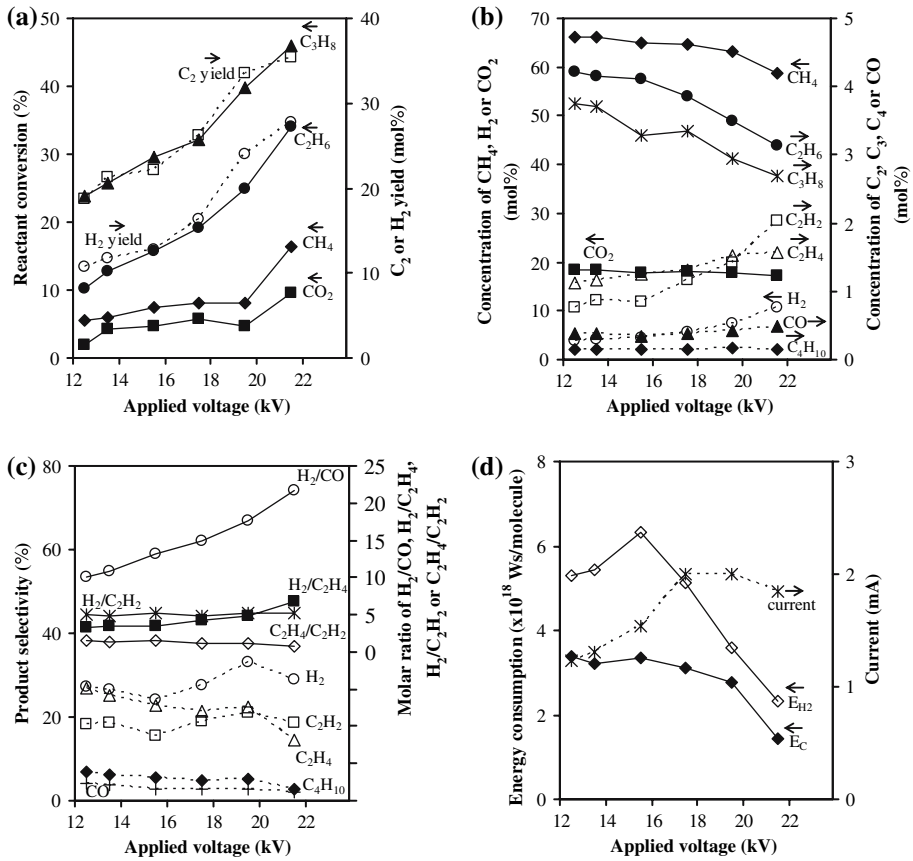 (a)
Reactant conversion (%)
50
40
30
20
10
0
C₃H₈
C₂ yield
C₂H₆
H₂ yield
CH₄
CO₂
40
30
20
10
0
C₂ or H₂ yield (mol%)
12 14 16 18 20 22
Applied voltage (kV)
(b)
Concentration of CH₄, H₂ or CO₂
(mol%)
70
60
50
40
30
20
10
0
CH₄
C₂H₆
C₃H₈
C₂H₂
CO₂
C₂H₄
H₂
CO
C₄H₁₀
5
4
3
2
1
0
Concentration of C₂, C₃, C₄ or CO
(mol%)
12 14 16 18 20 22
Applied voltage (kV)
(c)
Product selectivity (%)
80
60
40
20
0
H₂/CO
H₂/C₂H₄
H₂/C₂H₂
C₂H₄/C₂H₂
H₂
C₂H₂
C₂H₄
C₄H₁₀
CO
25
20
15
10
5
0
Molar ratio of H₂/CO, H₂/C₂H₄,
H₂/C₂H₂ or C₂H₄/C₂H₂
12 14 16 18 20 22
Applied voltage (kV)
(d)
Energy consumption (x10¹⁸ Ws/molecule)
8
6
4
2
0
current
E_H2
E_C
3
2
1
0
Current (mA)
12 14 16 18 20 22
Applied voltage (kV)